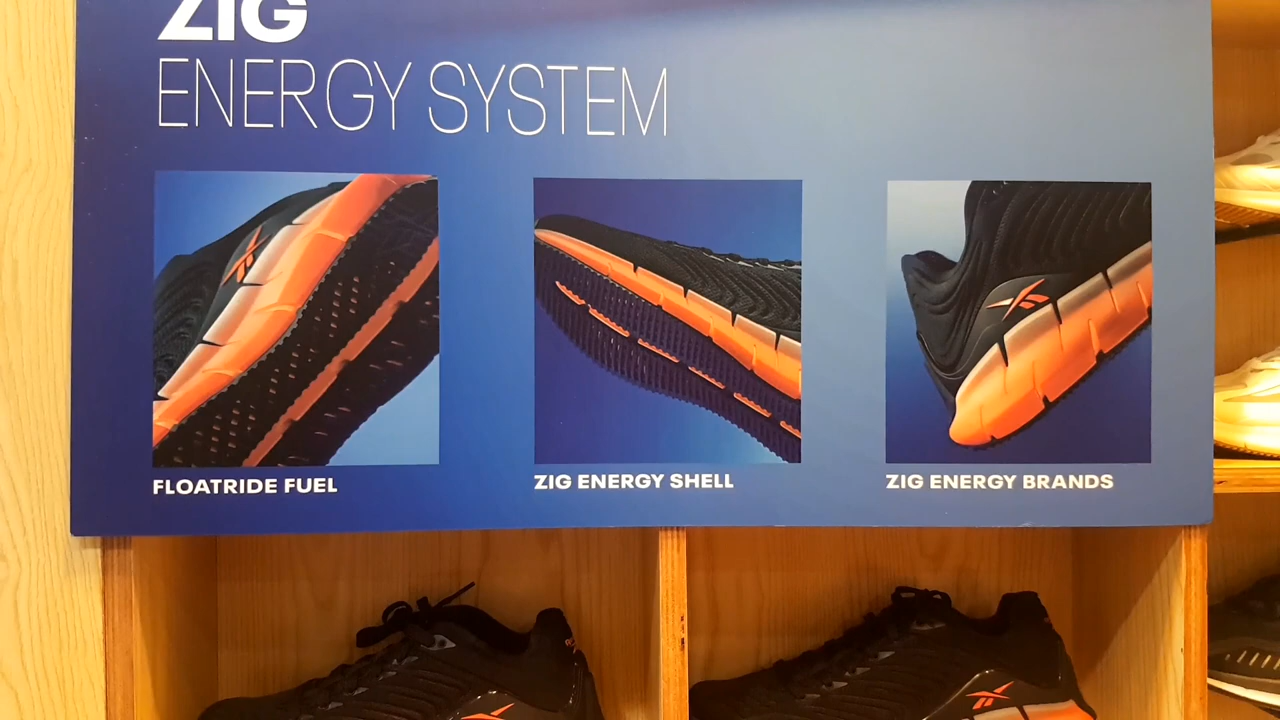 ZIG
ENERGY SYSTEM
FLOATRIDE FUEL
ZIG ENERGY SHELL
ZIG ENERGY BRANDS